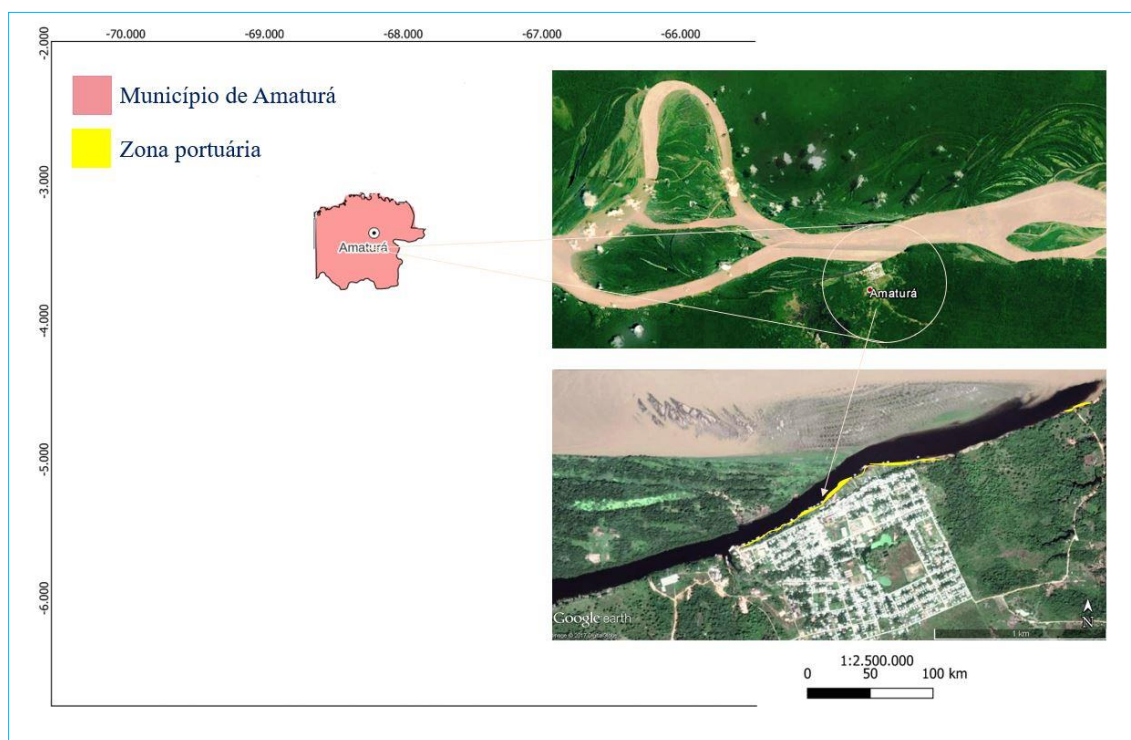 -70.000 -69.000 -68.000 -67.000 -66.000
-2.000
-3.000
-4.000
-5.000
-6.000
Município de Amaturá
Zona portuária
Amaturá
Amaturá
Google earth
1 km
N
1:2.500.000
0 50 100 km